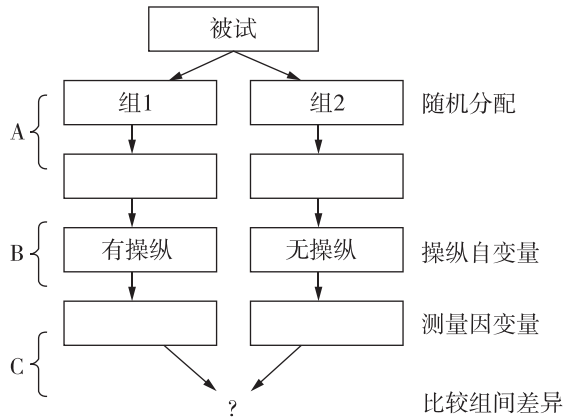 被试
组1 组2 随机分配
A
B 有操纵 无操纵 操纵自变量
测量因变量
C
? 比较组间差异